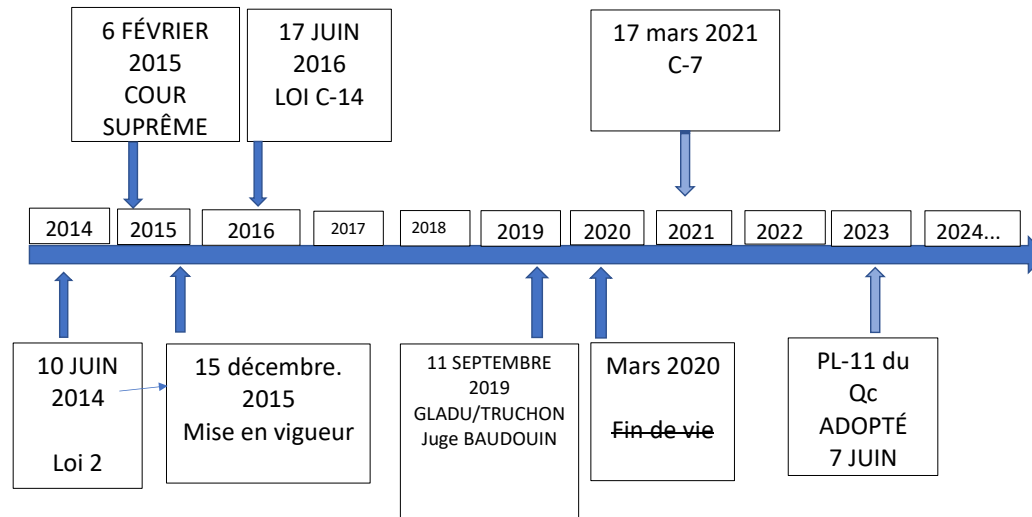 6 FÉVRIER
2015
COUR
SUPRÊME
17 JUIN
2016
LOI C-14
17 mars 2021
C-7
2014
2015
2016
2017
2018
2019
2020
2021
2022
2023
2024...
10 JUIN
2014
Loi 2
15 décembre.
2015
Mise en vigueur
11 SEPTEMBRE
2019
GLADU/TRUCHON
Juge BAUDOUIN
Mars 2020
Fin de vie
PL-11 du
Qc
ADOPTÉ
7 JUIN